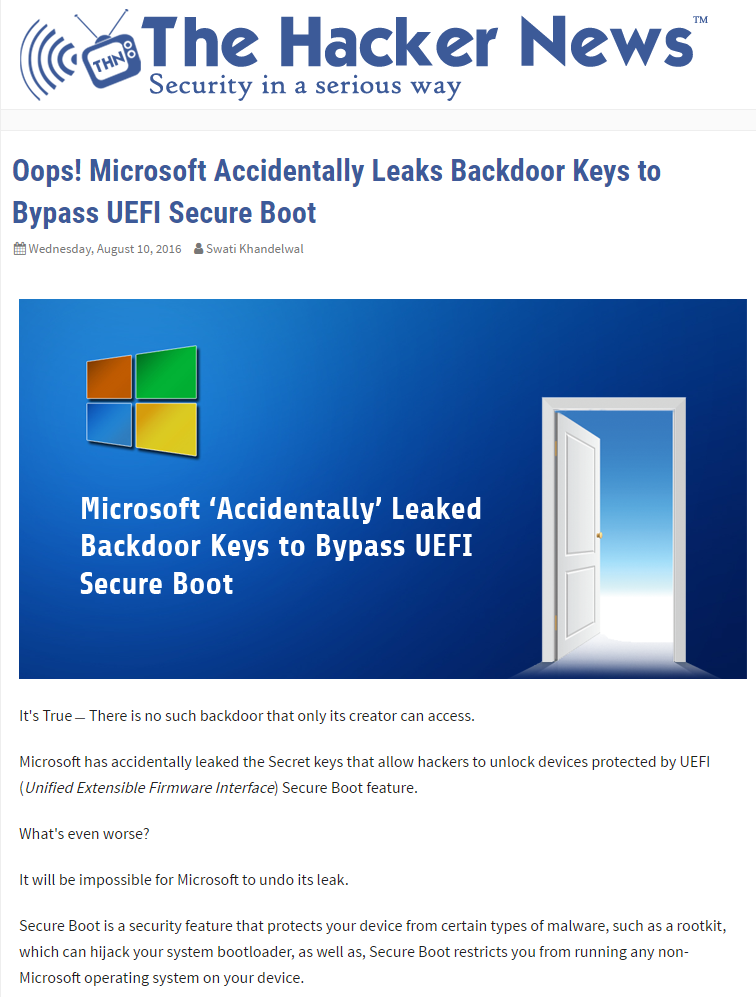 THN
The Hacker News™
Security in a serious way
Oops! Microsoft Accidentally Leaks Backdoor Keys to
Bypass UEFI Secure Boot
Wednesday, August 10, 2016 Swati Khandelwal
Microsoft ‘Accidentally’ Leaked
Backdoor Keys to Bypass UEFI
Secure Boot
It's True — There is no such backdoor that only its creator can access.
Microsoft has accidentally leaked the Secret keys that allow hackers to unlock devices protected by UEFI
(Unified Extensible Firmware Interface) Secure Boot feature.
What's even worse?
It will be impossible for Microsoft to undo its leak.
Secure Boot is a security feature that protects your device from certain types of malware, such as a rootkit,
which can hijack your system bootloader, as well as, Secure Boot restricts you from running any non-
Microsoft operating system on your device.